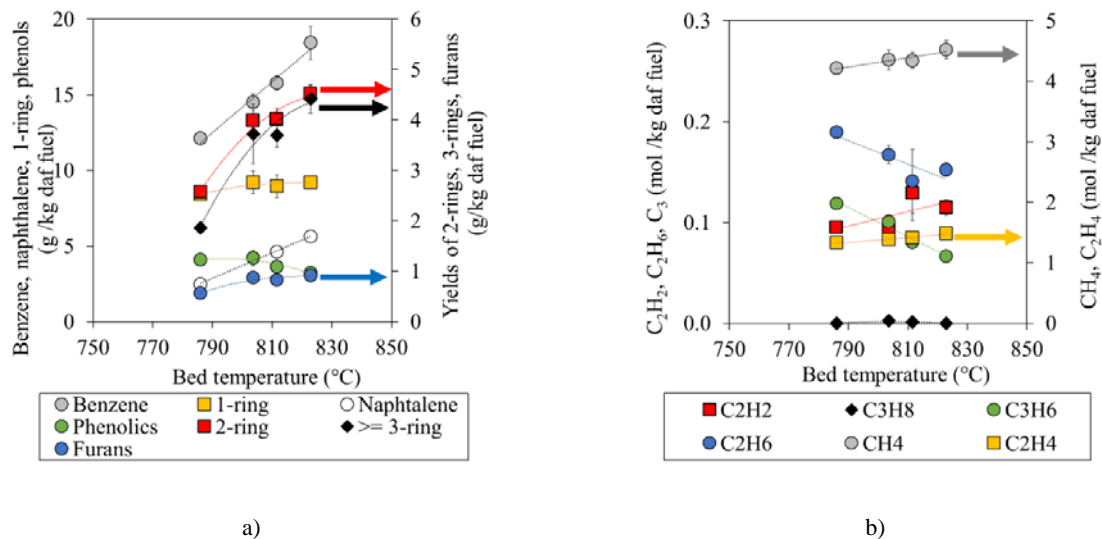 Benzene, naphthalene, 1-ring, phenols
(g /kg daf fuel)
20
15
10
5
0
6
5
4
3
2
1
0
Yields of 2-rings, 3-rings, furans
(g/kg daf fuel)
750 770 790 810 830 850
Bed temperature (°C)
Benzene 1-ring Naphtalene
Phenolics 2-ring >= 3-ring
Furans
a)
C2H2, C2H6, C3 (mol /kg daf fuel)
0.3
0.2
0.1
0.0
5
4
3
2
1
0
CH4, C2H4 (mol /kg daf fuel)
750 770 790 810 830 850
Bed temperature (°C)
C2H2 C3H8 C3H6
C2H6 CH4 C2H4
b)